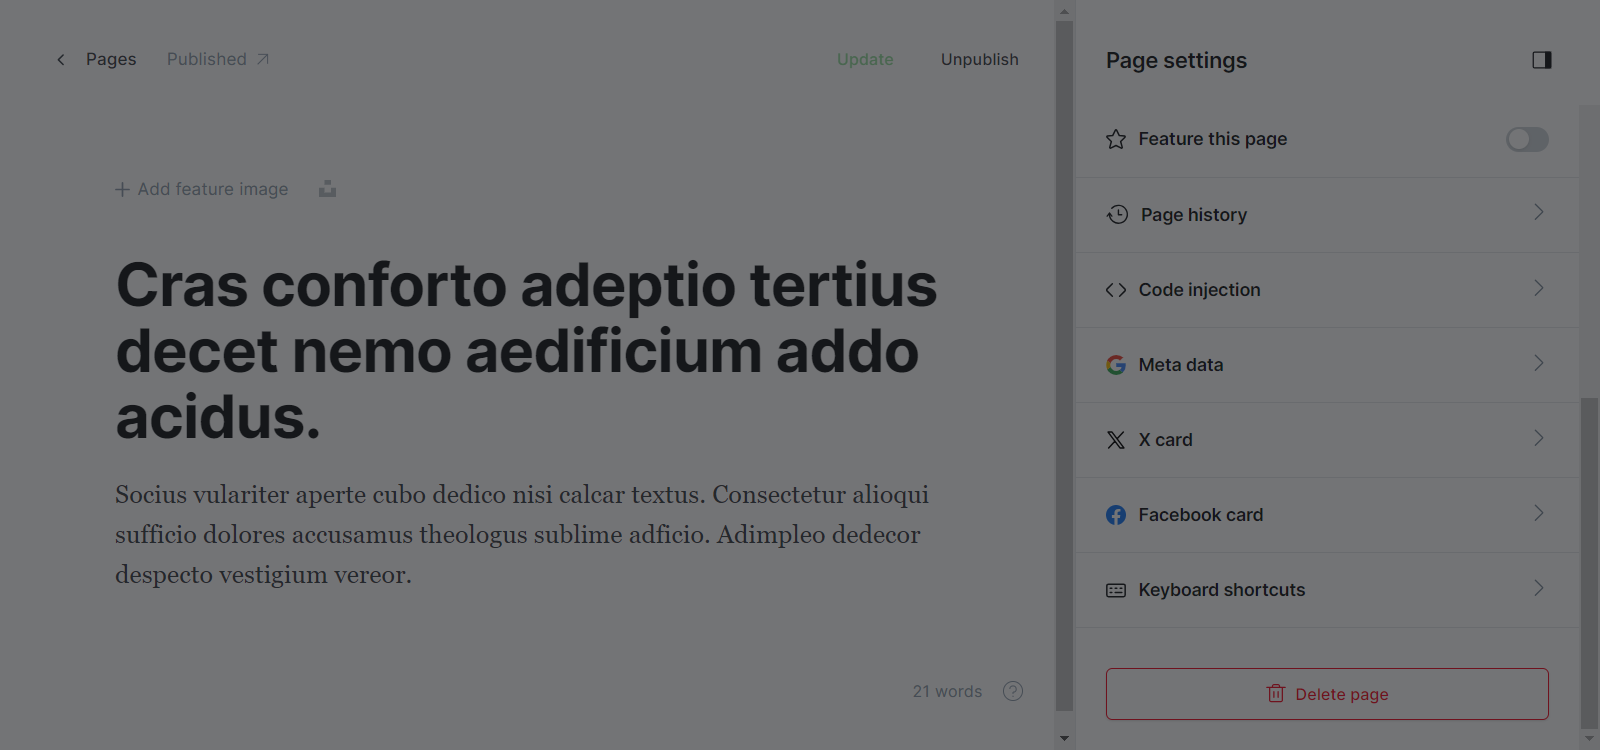 Pages
Published
Update
Unpublish
Add feature image
Cras conforto adeptio tertius
decet nemo aedificium addo
acidus.
Socius vulariter aperte cubo dedico nisi calcar textus. Consectetur alioqui
sufficio dolores accusamus theologus sublime adficio. Adimpleo dedecor
despecto vestigium vereor.
21 words
?
Page settings
Feature this page
Page history
Code injection
Meta data
X card
Facebook card
Keyboard shortcuts
Delete page